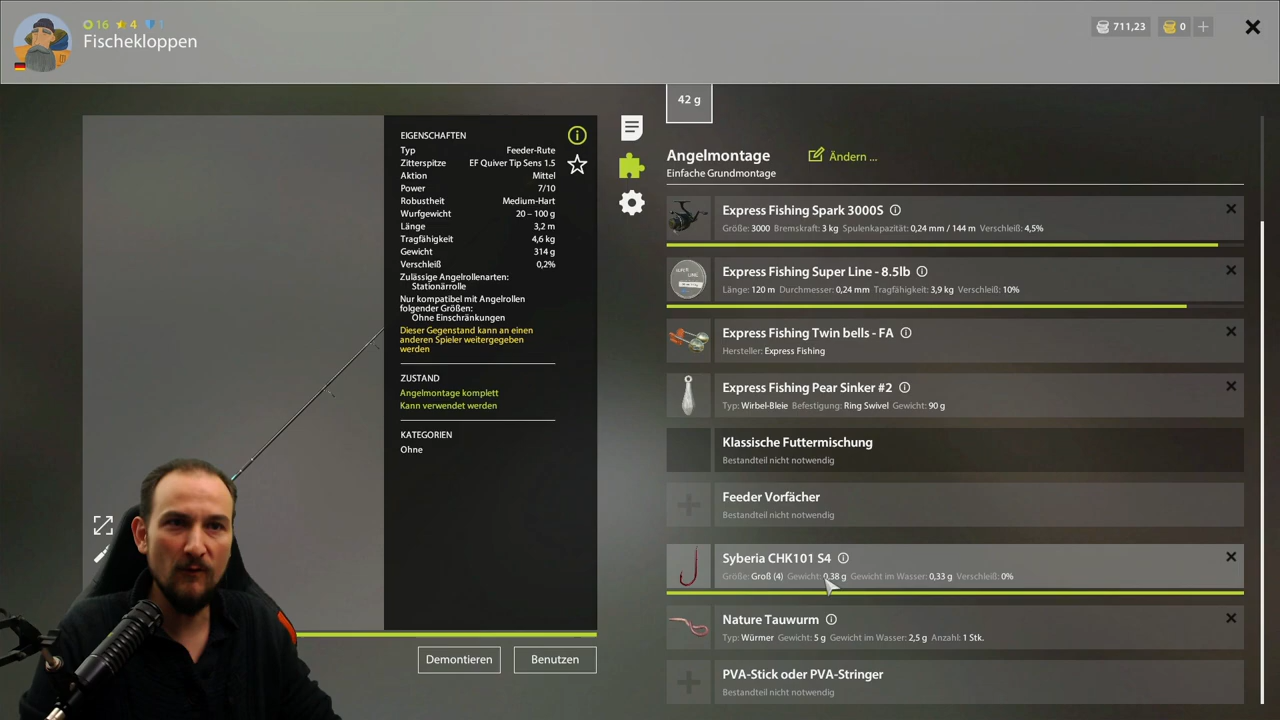 16 4 1
Fischekloppen
711,23 0
EIGENSCHAFTEN
Typ Feeder-Rute
Zitterspitze EF Quiver Tip Sens 1.5
Aktion Mittel
Power 7/10
Robustheit Medium-Hart
Wurfgewicht 20 – 100 g
Länge 3,2 m
Tragfähigkeit 4,6 kg
Gewicht 314 g
Verschleiß 0,2%
Zulässige Angelrollenarten:
Stationärrolle
Nur kompatibel mit Angelrollen
folgender Größen:
Ohne Einschränkungen
Dieser Gegenstand kann an einen
anderen Spieler weitergegeben
werden
ZUSTAND
Angelmontage komplett
Kann verwendet werden
KATEGORIEN
Ohne
Demontieren Benutzen
42 g
Angelmontage Ändern ...
Einfache Grundmontage
Express Fishing Spark 3000S
Größe: 3000 Bremskraft: 3 kg Spulenkapazität: 0,24 mm / 144 m Verschleiß: 4,5%
Express Fishing Super Line - 8.5lb
Länge: 120 m Durchmesser: 0,24 mm Tragfähigkeit: 3,9 kg Verschleiß: 10%
Express Fishing Twin bells - FA
Hersteller: Express Fishing
Express Fishing Pear Sinker #2
Typ: Wirbel-Bleie Befestigung: Ring Swivel Gewicht: 90 g
Klassische Futtermischung
Bestandteil nicht notwendig
Feeder Vorfächer
Bestandteil nicht notwendig
Syberia CHK101 S4
Größe: Groß (4) Gewicht: 0,38 g Gewicht im Wasser: 0,33 g Verschleiß: 0%
Nature Tauwurm
Typ: Würmer Gewicht: 5 g Gewicht im Wasser: 2,5 g Anzahl: 1 Stk.
PVA-Stick oder PVA-Stringer
Bestandteil nicht notwendig